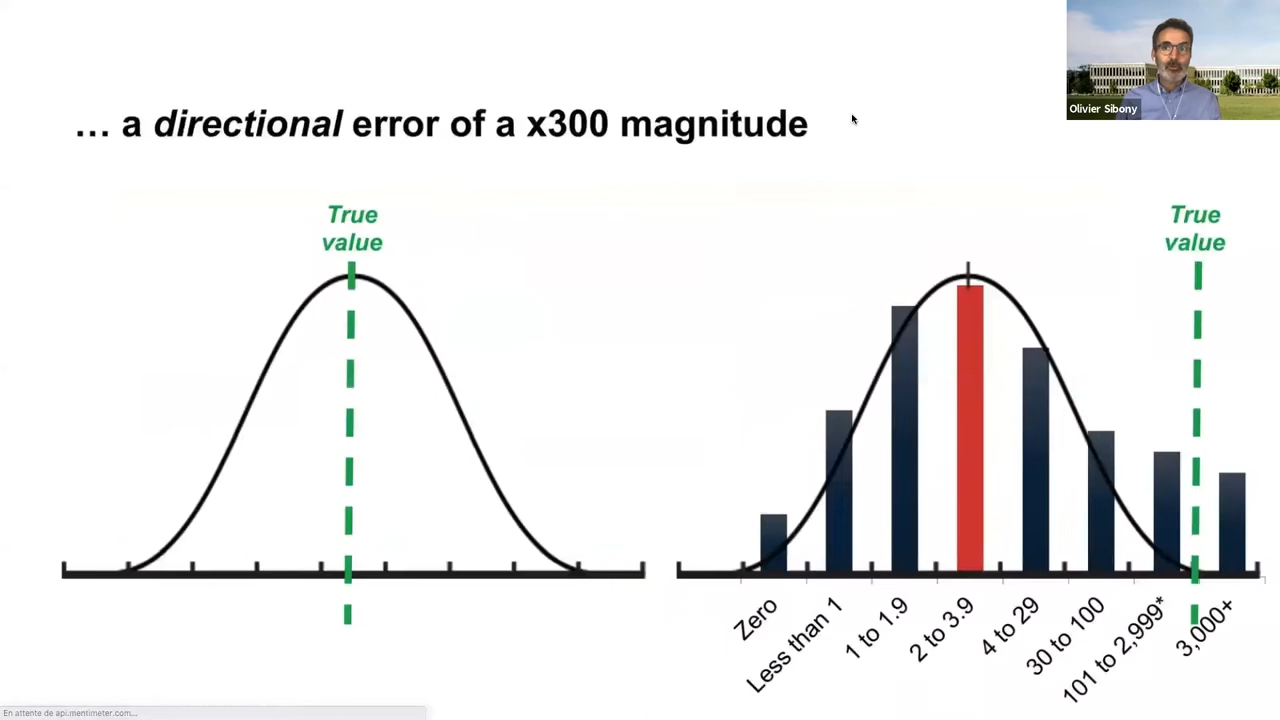 Olivier Sibony
… a directional error of a x300 magnitude
True
value
True
value
Zero
Less than 1
1 to 1.9
2 to 3.9
4 to 29
30 to 100
101 to 2,999*
3,000+
En attente de api.mentimeter.com...